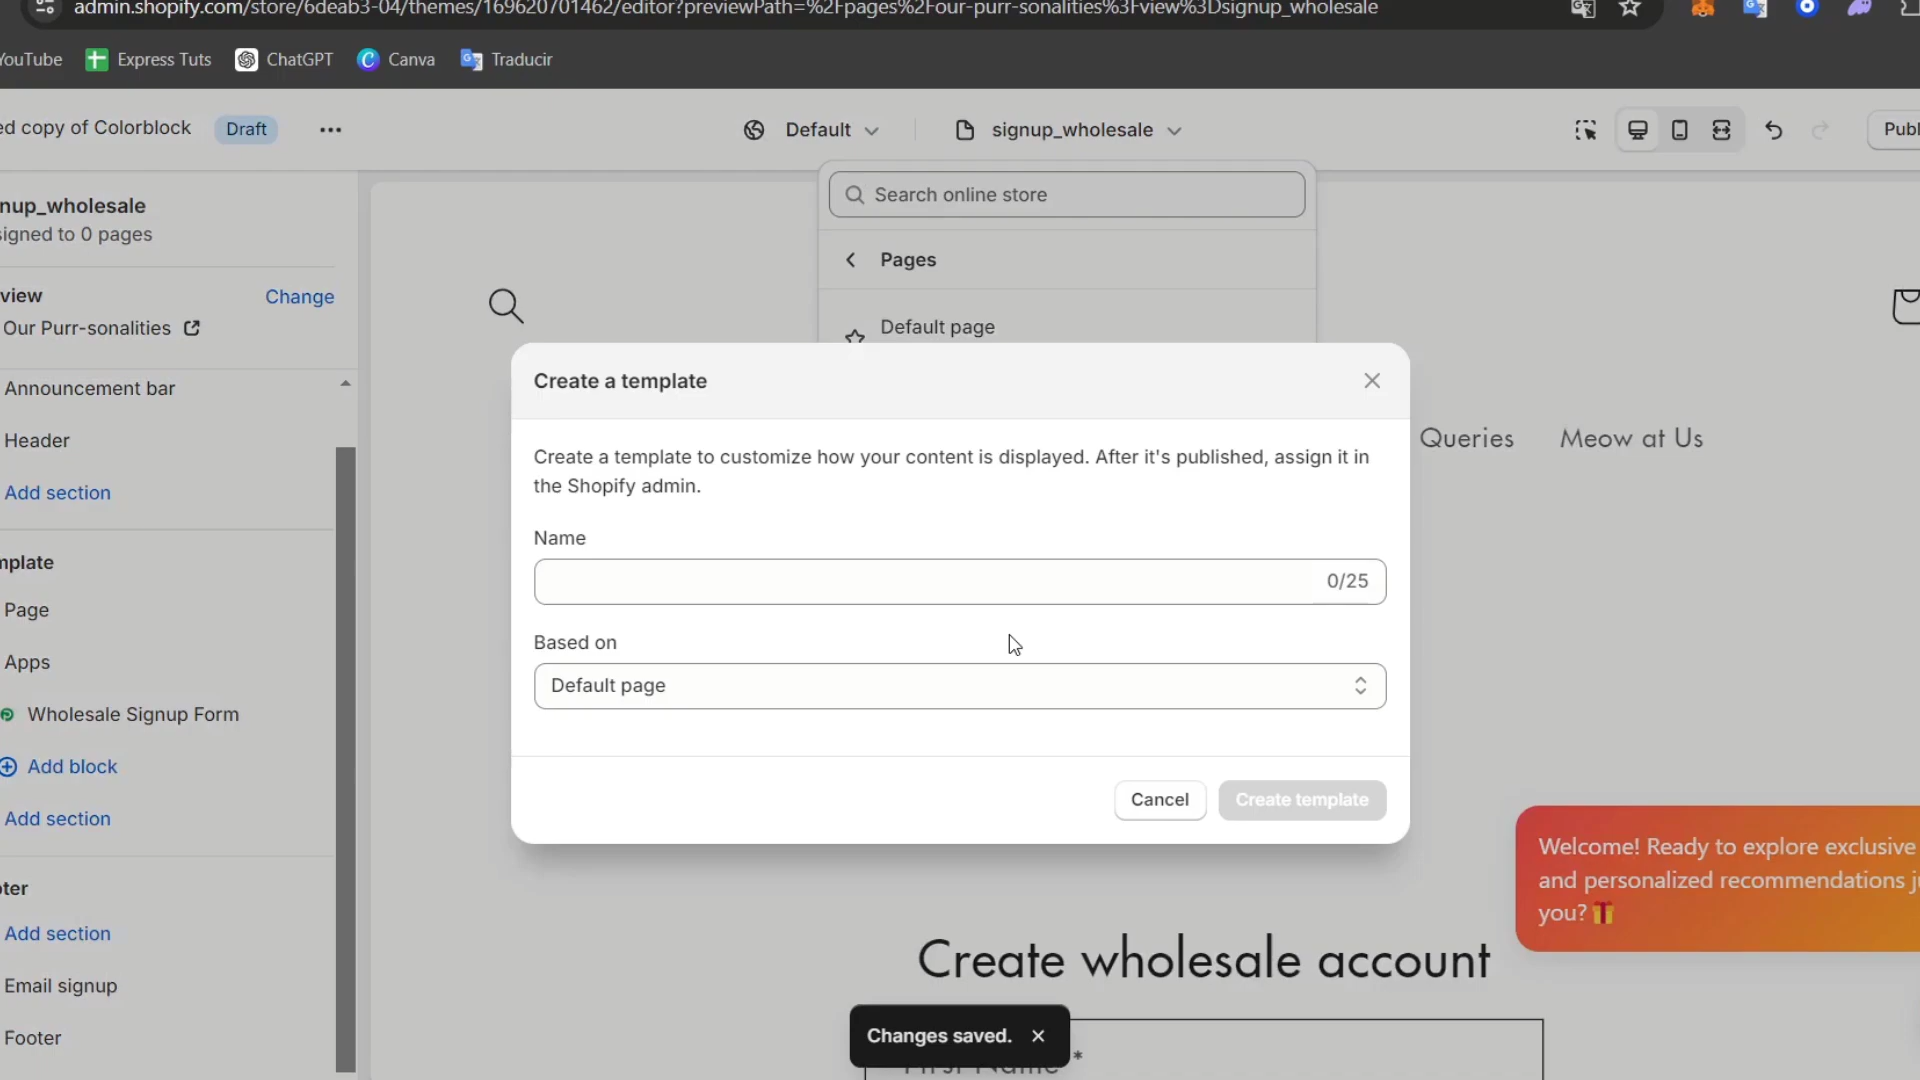 admin.shopify.com/store/6deab3-04/themes/169620701462/editor?previewPath=%2Fpages%2Four-purr-sonalities%3Fview%3Dsignup_wholesale
YouTube Express Tuts ChatGPT Canva Traducir
ed copy of Colorblock Draft Default signup_wholesale Publ
nup_wholesale
signed to 0 pages
view Change
Our Purr-sonalities
Announcement bar
Header
Add section
mplate
Page
Apps
Wholesale Signup Form
Add block
Add section
oter
Add section
Email signup
Footer
Search online store
Pages
Default page
Create a template
Create a template to customize how your content is displayed. After it's published, assign it in
the Shopify admin.
Name
0/25
Based on
Default page
Cancel Create template
Queries Meow at Us
Welcome! Ready to explore exclusive
and personalized recommendations ju
you? 🎁
Create wholesale account
Changes saved.
First Name *